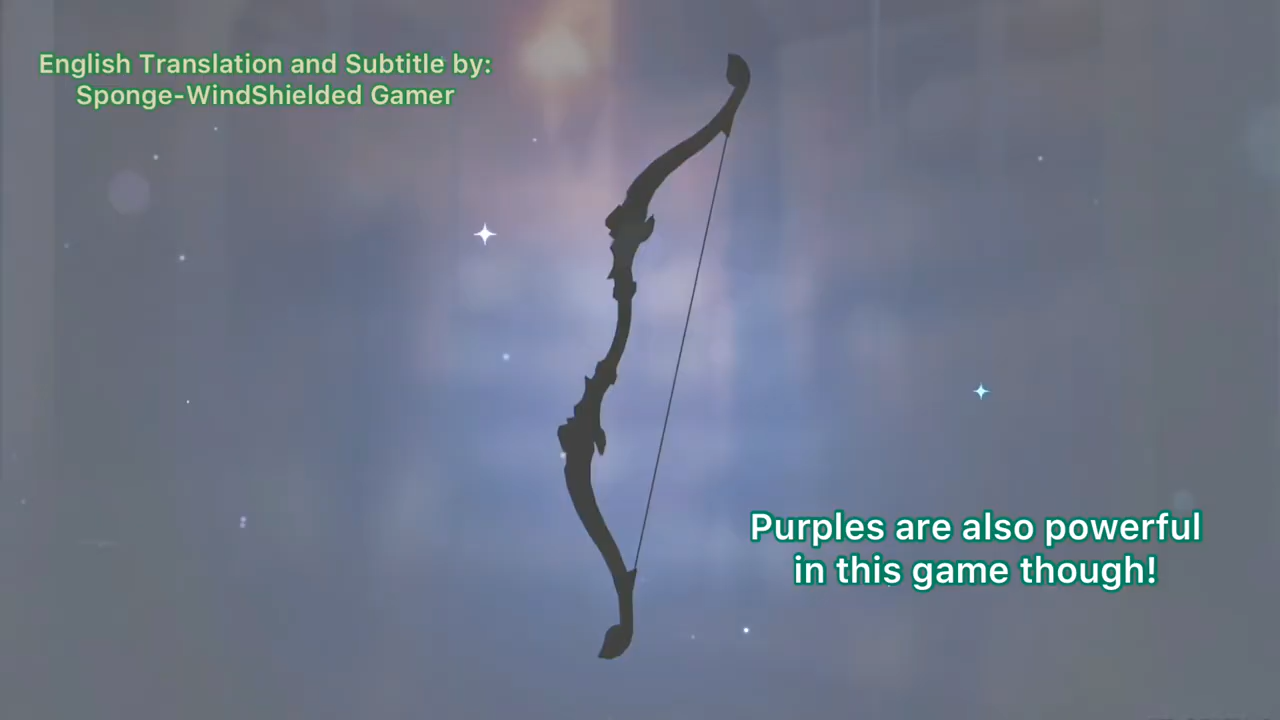 English Translation and Subtitle by:
Sponge-WindShielded Gamer
Purples are also powerful
in this game though!